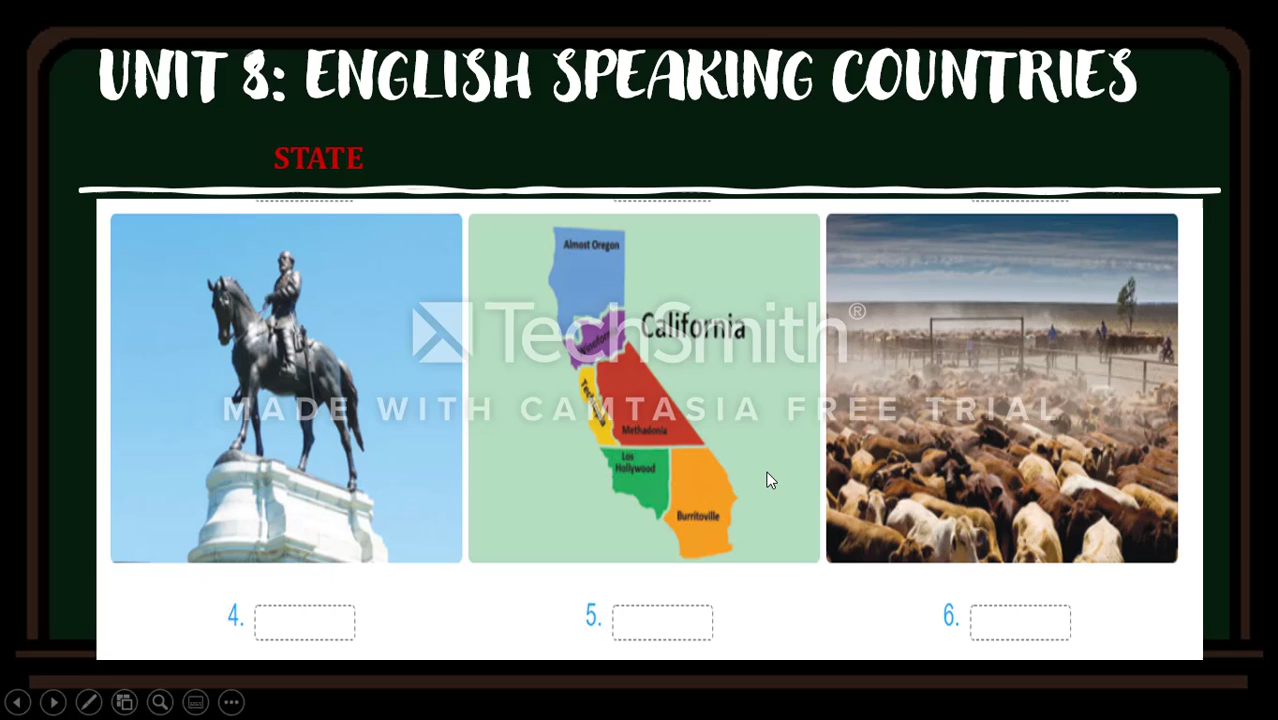 UNIT 8: ENGLISH SPEAKING COUNTRIES
STATE
Almost Oregon
California
TechSmith®
MADE WITH CAMTASIA FREE TRIAL
Methadonia
Los
Hollywood
Burritoville
4.
5.
6.